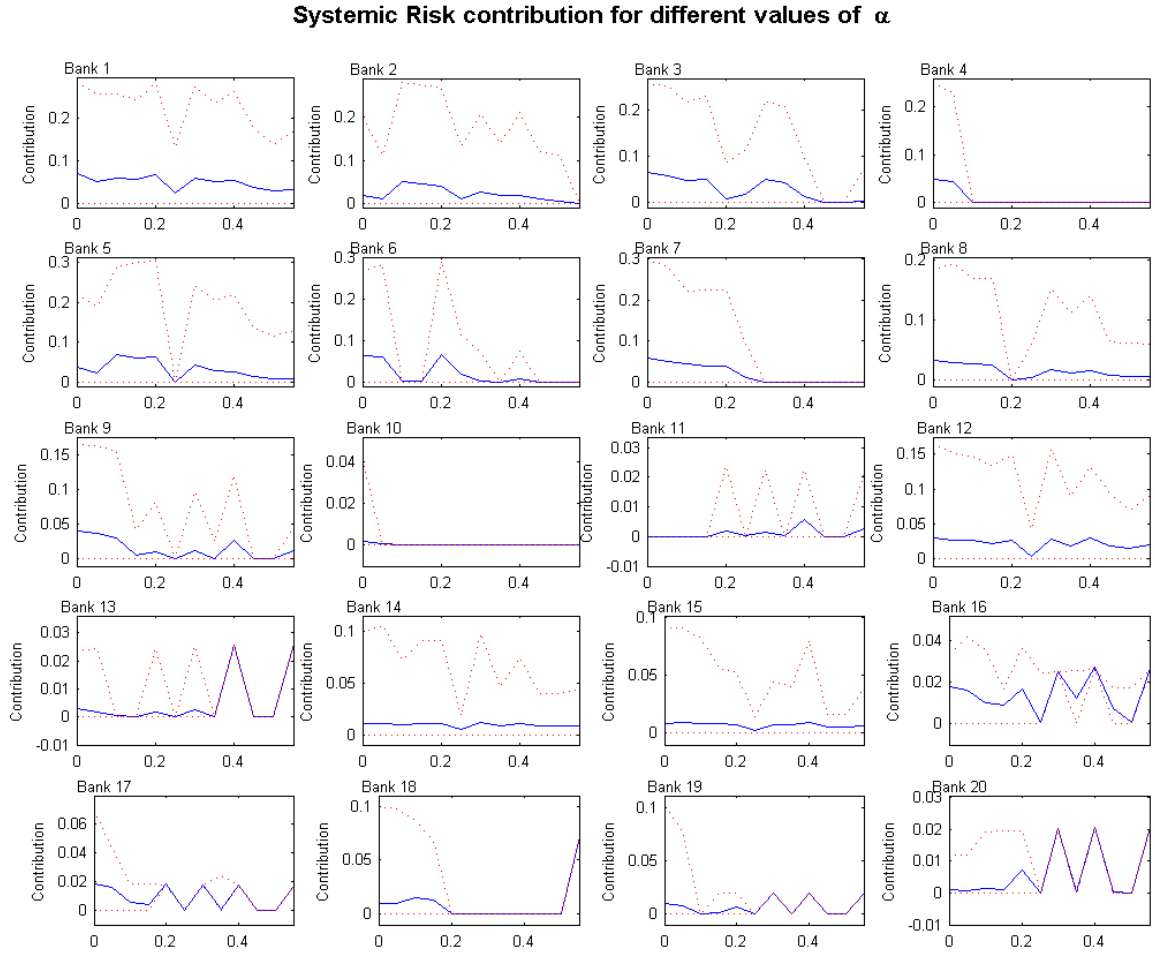 Systemic Risk contribution for different values of α
Bank 1
Contribution
0.2
0.1
0
0 0.2 0.4
Bank 2
Contribution
0.2
0.1
0
0 0.2 0.4
Bank 3
Contribution
0.2
0.1
0
0 0.2 0.4
Bank 4
Contribution
0.2
0.1
0
0 0.2 0.4
Bank 5
Contribution
0.3
0.2
0.1
0
0 0.2 0.4
Bank 6
Contribution
0.3
0.2
0.1
0
0 0.2 0.4
Bank 7
Contribution
0.3
0.2
0.1
0
0 0.2 0.4
Bank 8
Contribution
0.2
0.1
0
0 0.2 0.4
Bank 9
Contribution
0.15
0.1
0.05
0
0 0.2 0.4
Bank 10
Contribution
0.04
0.02
0
0 0.2 0.4
Bank 11
Contribution
0.03
0.02
0.01
0
-0.01
0 0.2 0.4
Bank 12
Contribution
0.15
0.1
0.05
0
0 0.2 0.4
Bank 13
Contribution
0.03
0.02
0.01
0
-0.01
0 0.2 0.4
Bank 14
Contribution
0.1
0.05
0
0 0.2 0.4
Bank 15
Contribution
0.1
0.05
0
0 0.2 0.4
Bank 16
Contribution
0.04
0.02
0
0 0.2 0.4
Bank 17
Contribution
0.06
0.04
0.02
0
0 0.2 0.4
Bank 18
Contribution
0.1
0.05
0
0 0.2 0.4
Bank 19
Contribution
0.1
0.05
0
0 0.2 0.4
Bank 20
Contribution
0.03
0.02
0.01
0
-0.01
0 0.2 0.4